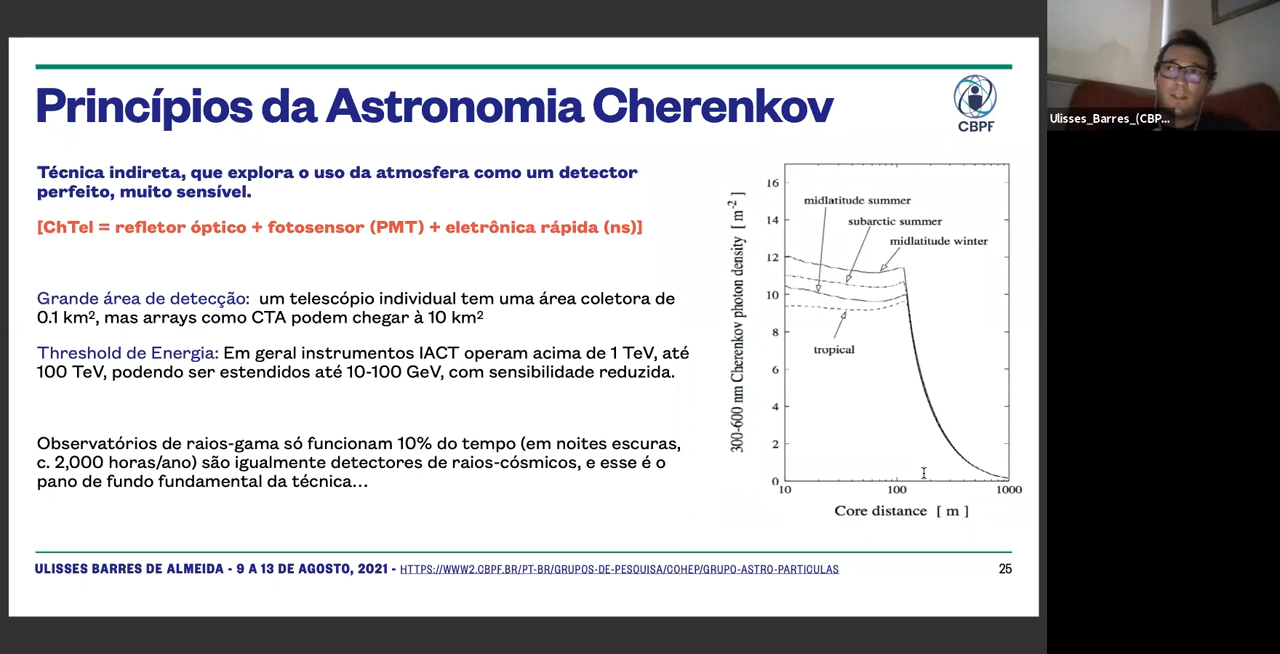 Princípios da Astronomia Cherenkov
CBPF
Técnica indireta, que explora o uso da atmosfera como um detector
perfeito, muito sensível.
[ChTel = refletor óptico + fotosensor (PMT) + eletrônica rápida (ns)]
Grande área de detecção: um telescópio individual tem uma área coletora de
0.1 km², mas arrays como CTA podem chegar à 10 km²
Threshold de Energia: Em geral instrumentos IACT operam acima de 1 TeV, até
100 TeV, podendo ser estendidos até 10-100 GeV, com sensibilidade reduzida.
Observatórios de raios-gama só funcionam 10% do tempo (em noites escuras,
c. 2,000 horas/ano) são igualmente detectores de raios-cósmicos, e esse é o
pano de fundo fundamental da técnica...
300-600 nm Cherenkov photon density [ m⁻² ]
16
14
12
10
8
6
4
2
0
midlatitude summer
subarctic summer
midlatitude winter
tropical
10
100
1000
Core distance [ m ]
ULISSES BARRES DE ALMEIDA - 9 A 13 DE AGOSTO, 2021 - HTTPS://WWW2.CBPF.BR/PT-BR/GRUPOS-DE-PESQUISA/COHEP/GRUPO-ASTRO-PARTICULAS
25
Ulisses_Barres_(CBP...